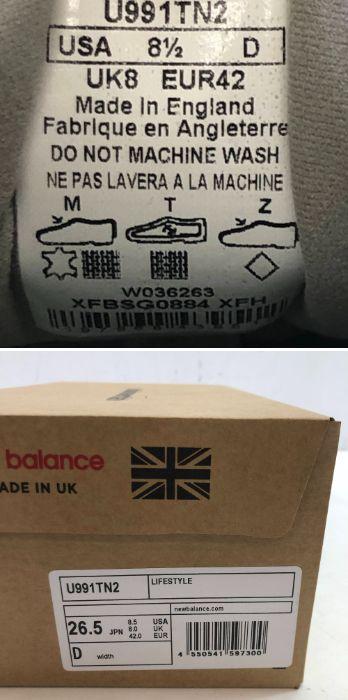 U991TN2
USA 8½ D
UK8 EUR42
Made in England
Fabrique en Angleterre
DO NOT MACHINE WASH
NE PAS LAVERA A LA MACHINE
M T Z
W036263
XFBSG0884 XFH
balance
ADE IN UK
U991TN2 LIFESTYLE
newbalance.com
26.5 JPN 8.5 USA
8.0 UK
42.0 EUR
D width
4 550541 597300